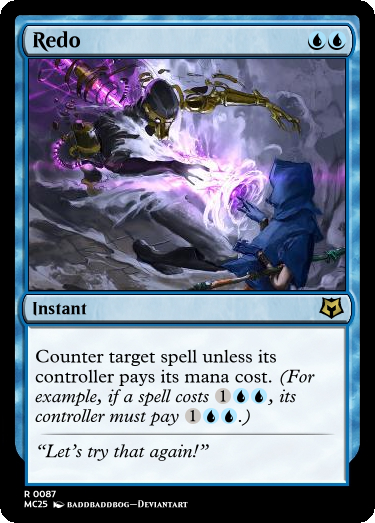 Redo
Instant
Counter target spell unless its
controller pays its mana cost. (For
example, if a spell costs 1, its
controller must pay 1.)
“Let’s try that again!”
R 0087
MC25 BADDBADDBOG—DEVIANTART